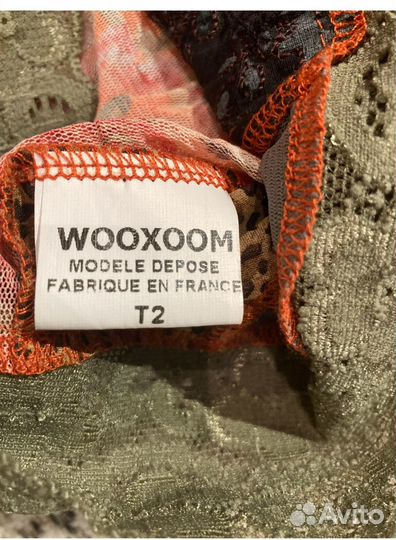 WOOXOOM
MODELE DEPOSE
FABRIQUE EN FRANCE
T2
Avito